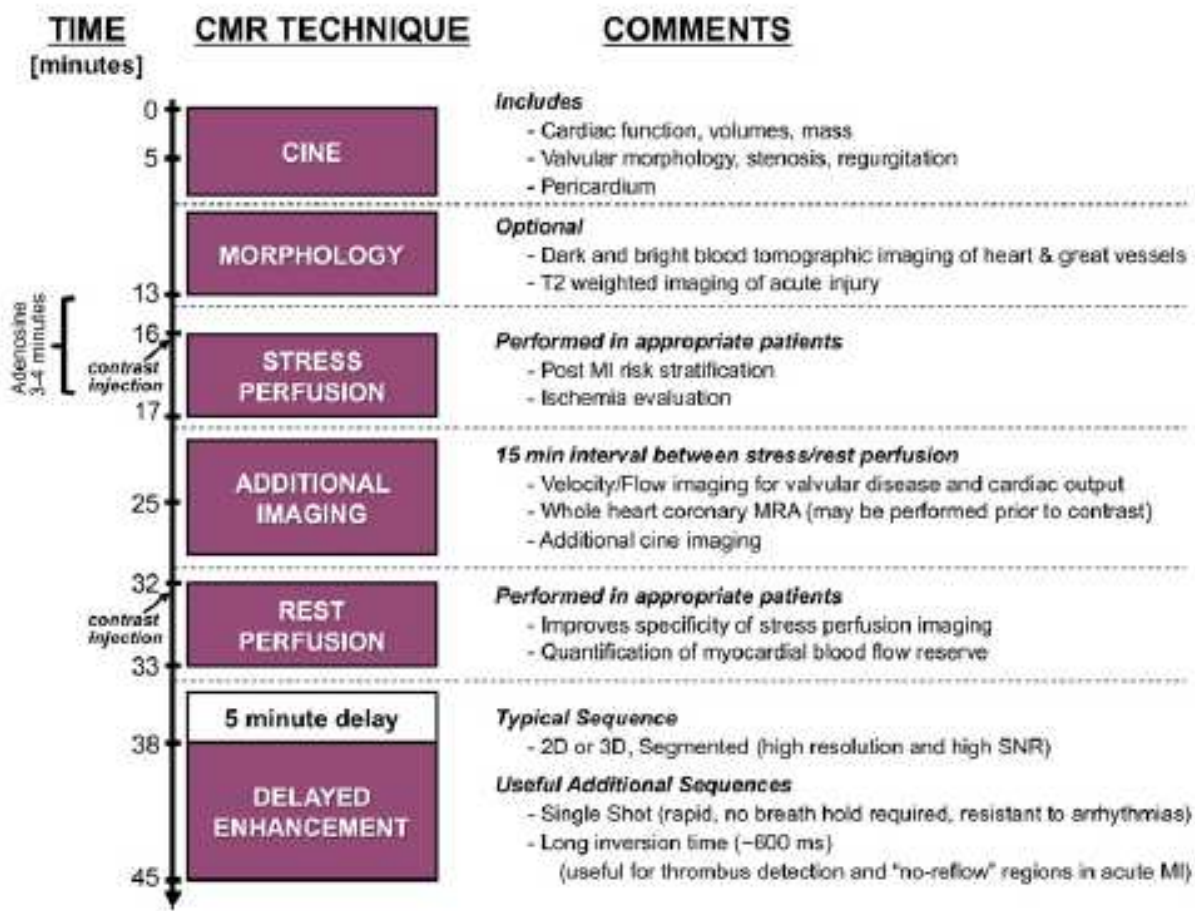 TIME CMR TECHNIQUE COMMENTS
[minutes]
0
5
CINE
Includes
- Cardiac function, volumes, mass
- Valvular morphology, stenosis, regurgitation
- Pericardium
MORPHOLOGY
13
Optional
- Dark and bright blood tomographic imaging of heart & great vessels
- T2 weighted imaging of acute injury
Adenosine
3-4 minutes
16
contrast
injection
17
STRESS
PERFUSION
Performed in appropriate patients
- Post MI risk stratification
- Ischemia evaluation
25
ADDITIONAL
IMAGING
15 min interval between stress/rest perfusion
- Velocity/Flow imaging for valvular disease and cardiac output
- Whole heart coronary MRA (may be performed prior to contrast)
- Additional cine imaging
32
contrast
injection
33
REST
PERFUSION
Performed in appropriate patients
- Improves specificity of stress perfusion imaging
- Quantification of myocardial blood flow reserve
5 minute delay
38
DELAYED
ENHANCEMENT
45
Typical Sequence
- 2D or 3D, Segmented (high resolution and high SNR)
Useful Additional Sequences
- Single Shot (rapid, no breath hold required, resistant to arrhythmias)
- Long inversion time (~600 ms)
(useful for thrombus detection and "no-reflow" regions in acute MI)